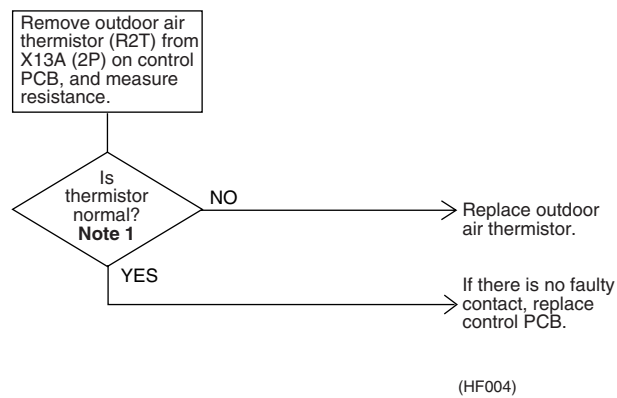 Remove outdoor air
thermistor (R2T) from
X13A (2P) on control
PCB, and measure
resistance.
Is
thermistor
normal?
Note 1
NO
Replace outdoor
air thermistor.
YES
If there is no faulty
contact, replace
control PCB.
(HF004)